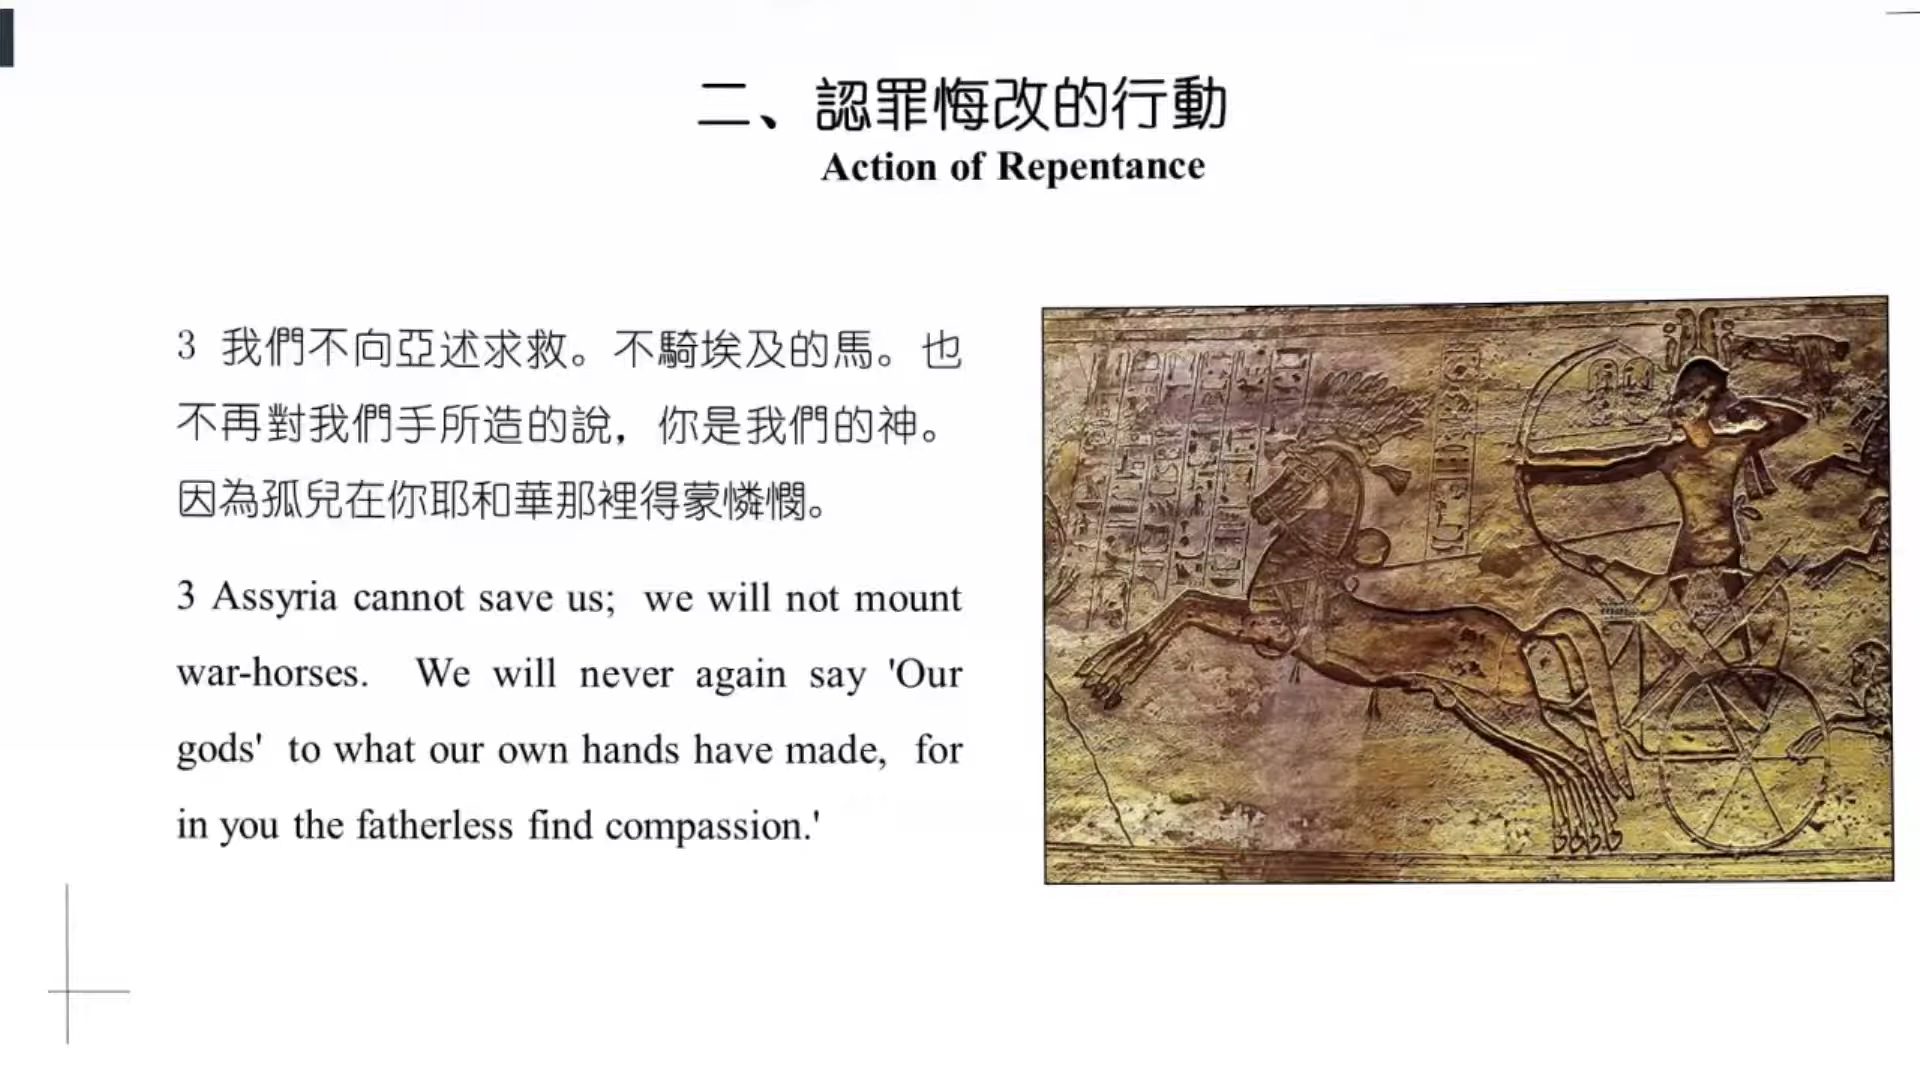 二、認罪悔改的行動
Action of Repentance
3 我們不向亞述求救。不騎埃及的馬。也
不再對我們手所造的說，你是我們的神。
因為孤兒在你耶和華那裡得蒙憐憫。
3 Assyria cannot save us; we will not mount
war-horses. We will never again say 'Our
gods' to what our own hands have made, for
in you the fatherless find compassion.'